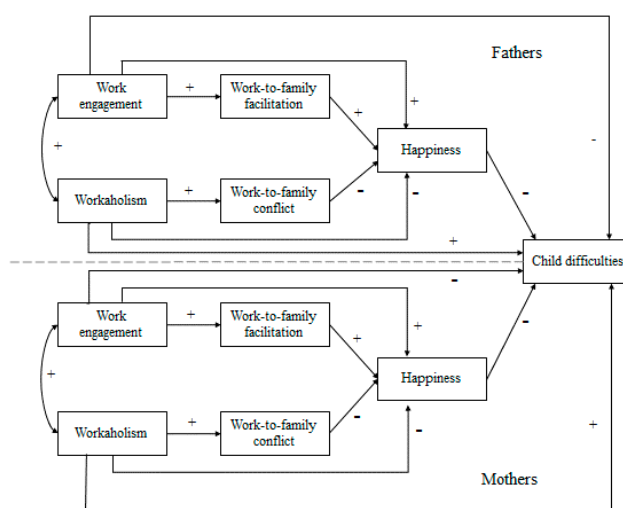 Fathers
-
Work
engagement
+
Work-to-family
facilitation
+
+
Happiness
+
-
-
-
Workaholism
+
Work-to-family
conflict
+
Child difficulties
-
Work
engagement
+
Work-to-family
facilitation
+
+
-
Happiness
+
-
-
+
Workaholism
+
Work-to-family
conflict
Mothers